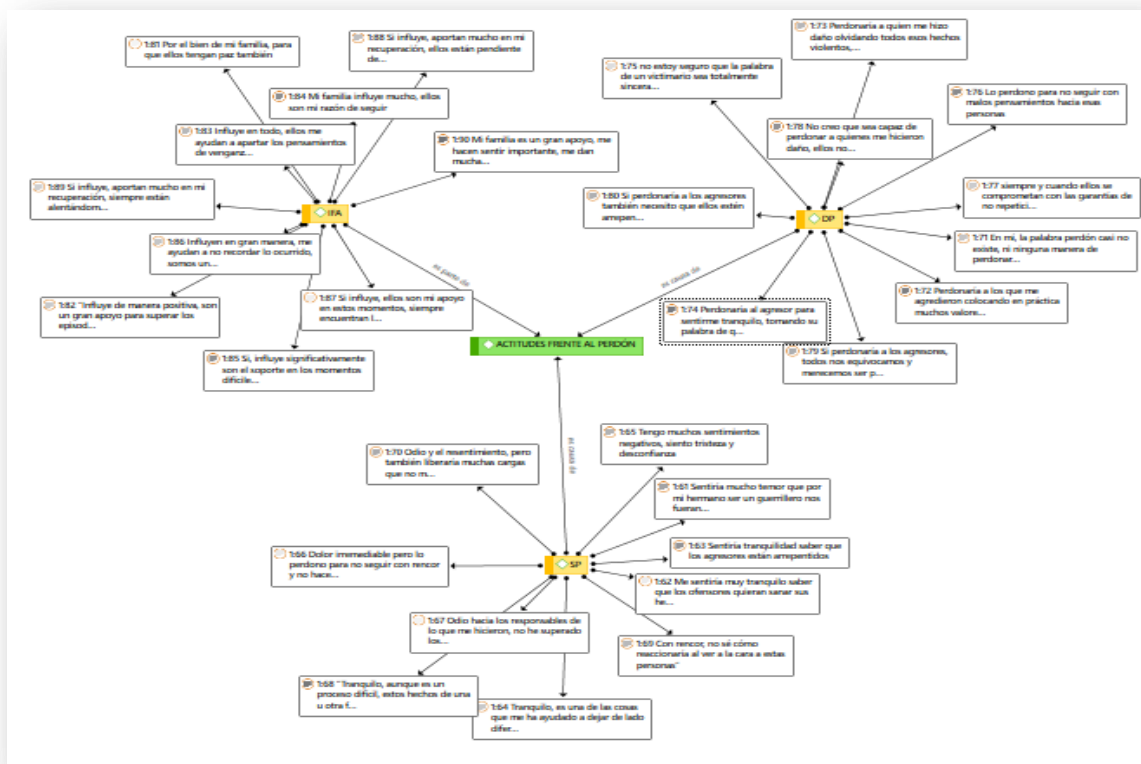 1:81 Por el bien de mi familia, para
que ellos tengan paz también
1:88 Si influye, aportan mucho en mi
recuperación, ellos están pendiente
de...
1:84 Mi familia influye mucho, ellos
son mi razón de seguir
1:83 Influye en todo, ellos me
ayudan a apartar los pensamientos
de venganz...
1:90 Mi familia es un gran apoyo, me
hacen sentir importante, me dan
mucha...
1:89 Si influye, aportan mucho en mi
recuperación, siempre están
alentándom...
IFA
1:86 Influyen en gran manera, me
ayudan a no recordar lo ocurrido,
somos un...
1:82 "Influye de manera positiva, son
un gran apoyo para superar los
episod...
1:87 Si influye, ellos son mi apoyo
en estos momentos, siempre
encuentran l...
1:85 Si, influye significativamente
son el soporte en los momentos
dificile...
es parte de
1:73 Perdonaria a quien me hizo
daño olvidando todos esos hechos
violentos,...
1:75 no estoy seguro que la palabra
de un victimario sea totalmente
sincera...
1:76 Lo perdono para no seguir con
malos pensamientos hacia esas
personas
1:78 No creo que sea capaz de
perdonar a quienes me hicieron
daño, ellos no...
1:80 Si perdonaría a los agresores
también necesito que ellos estén
arrepen...
DP
1:77 siempre y cuando ellos se
comprometan con las garantías de
no repetici...
1:71 En mi, la palabra perdón casi no
existe, ni ninguna manera de
perdonar...
1:72 Perdonaria a los que me
agredieron colocando en práctica
muchos valore...
1:74 Perdonaria al agresor para
sentirme tranquilo, tomando su
palabra de q...
1:79 Si perdonaria a los agresores,
todos nos equivocamos y
merecemos ser p...
es causa de
ACTITUDES FRENTE AL PERDÓN
es causa de
1:65 Tengo muchos sentimientos
negativos, siento tristeza y
desconfianza
1:70 Odio y el resentimiento, pero
también liberaria muchas cargas
que no m...
1:61 Sentiria mucho temor que por
mi hermano ser un guerrillero nos
fueran...
1:63 Sentiria tranquilidad saber que
los agresores están arrepentidos
1:66 Dolor irremediable pero lo
perdono para no seguir con rencor
y no hace...
SP
1:62 Me sentiria muy tranquilo saber
que los ofensores quieran sanar sus
he...
1:67 Odio hacia los responsables de
lo que me hicieron, no he superado
los...
1:69 Con rencor, no sé cómo
reaccionaria al ver a la cara a estas
personas"
1:68 "Tranquilo, aunque es un
proceso dificil, estos hechos de una
u otra f...
1:64 Tranquilo, es una de las cosas
que me ha ayudado a dejar de lado
difer...